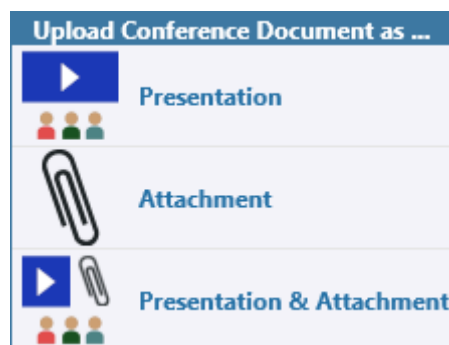 Upload Conference Document as ...
Presentation
Attachment
Presentation & Attachment